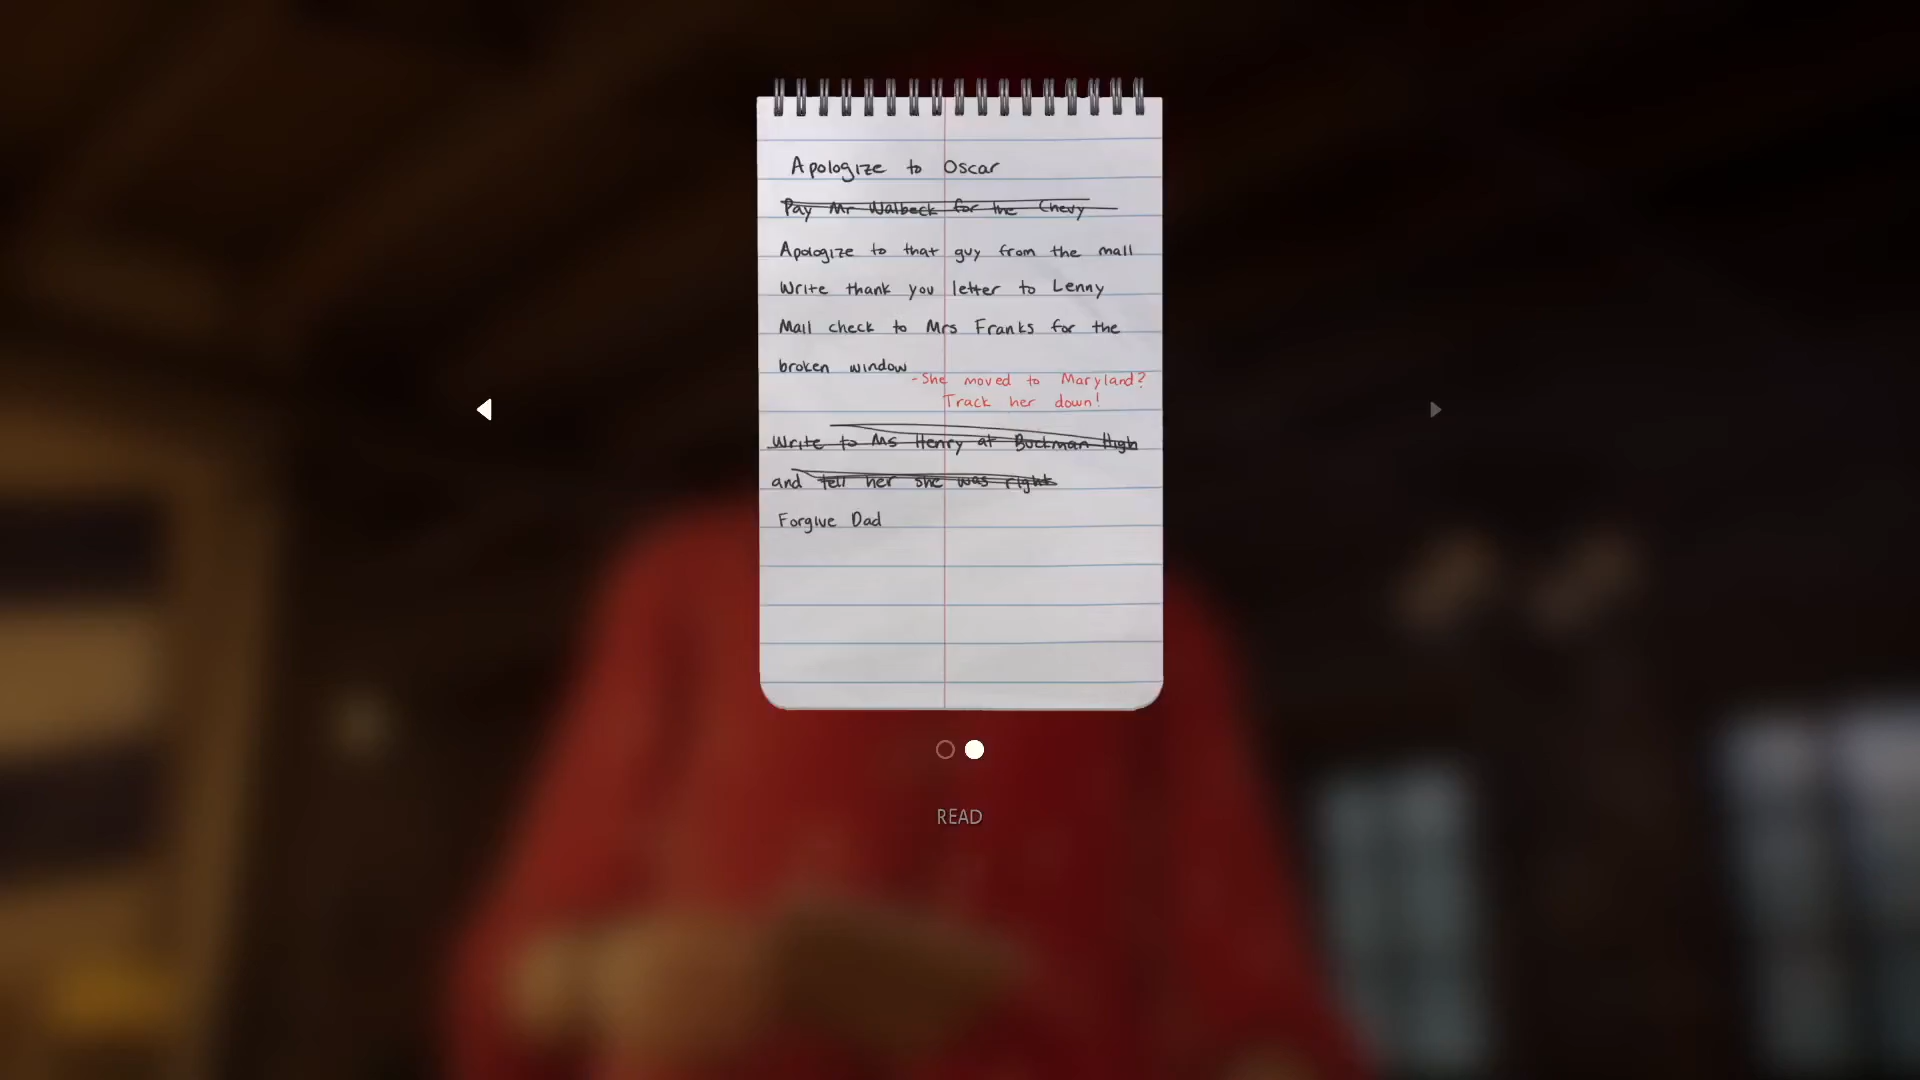 Apologize to Oscar
Pay Mr Walbeck for the Chevy
Apologize to that guy from the mall
Write thank you letter to Lenny
Mail check to Mrs Franks for the
broken window
-She moved to Maryland?
Track her down!
Write to Ms Henry at Buckman High
and tell her she was right
Forgive Dad
READ